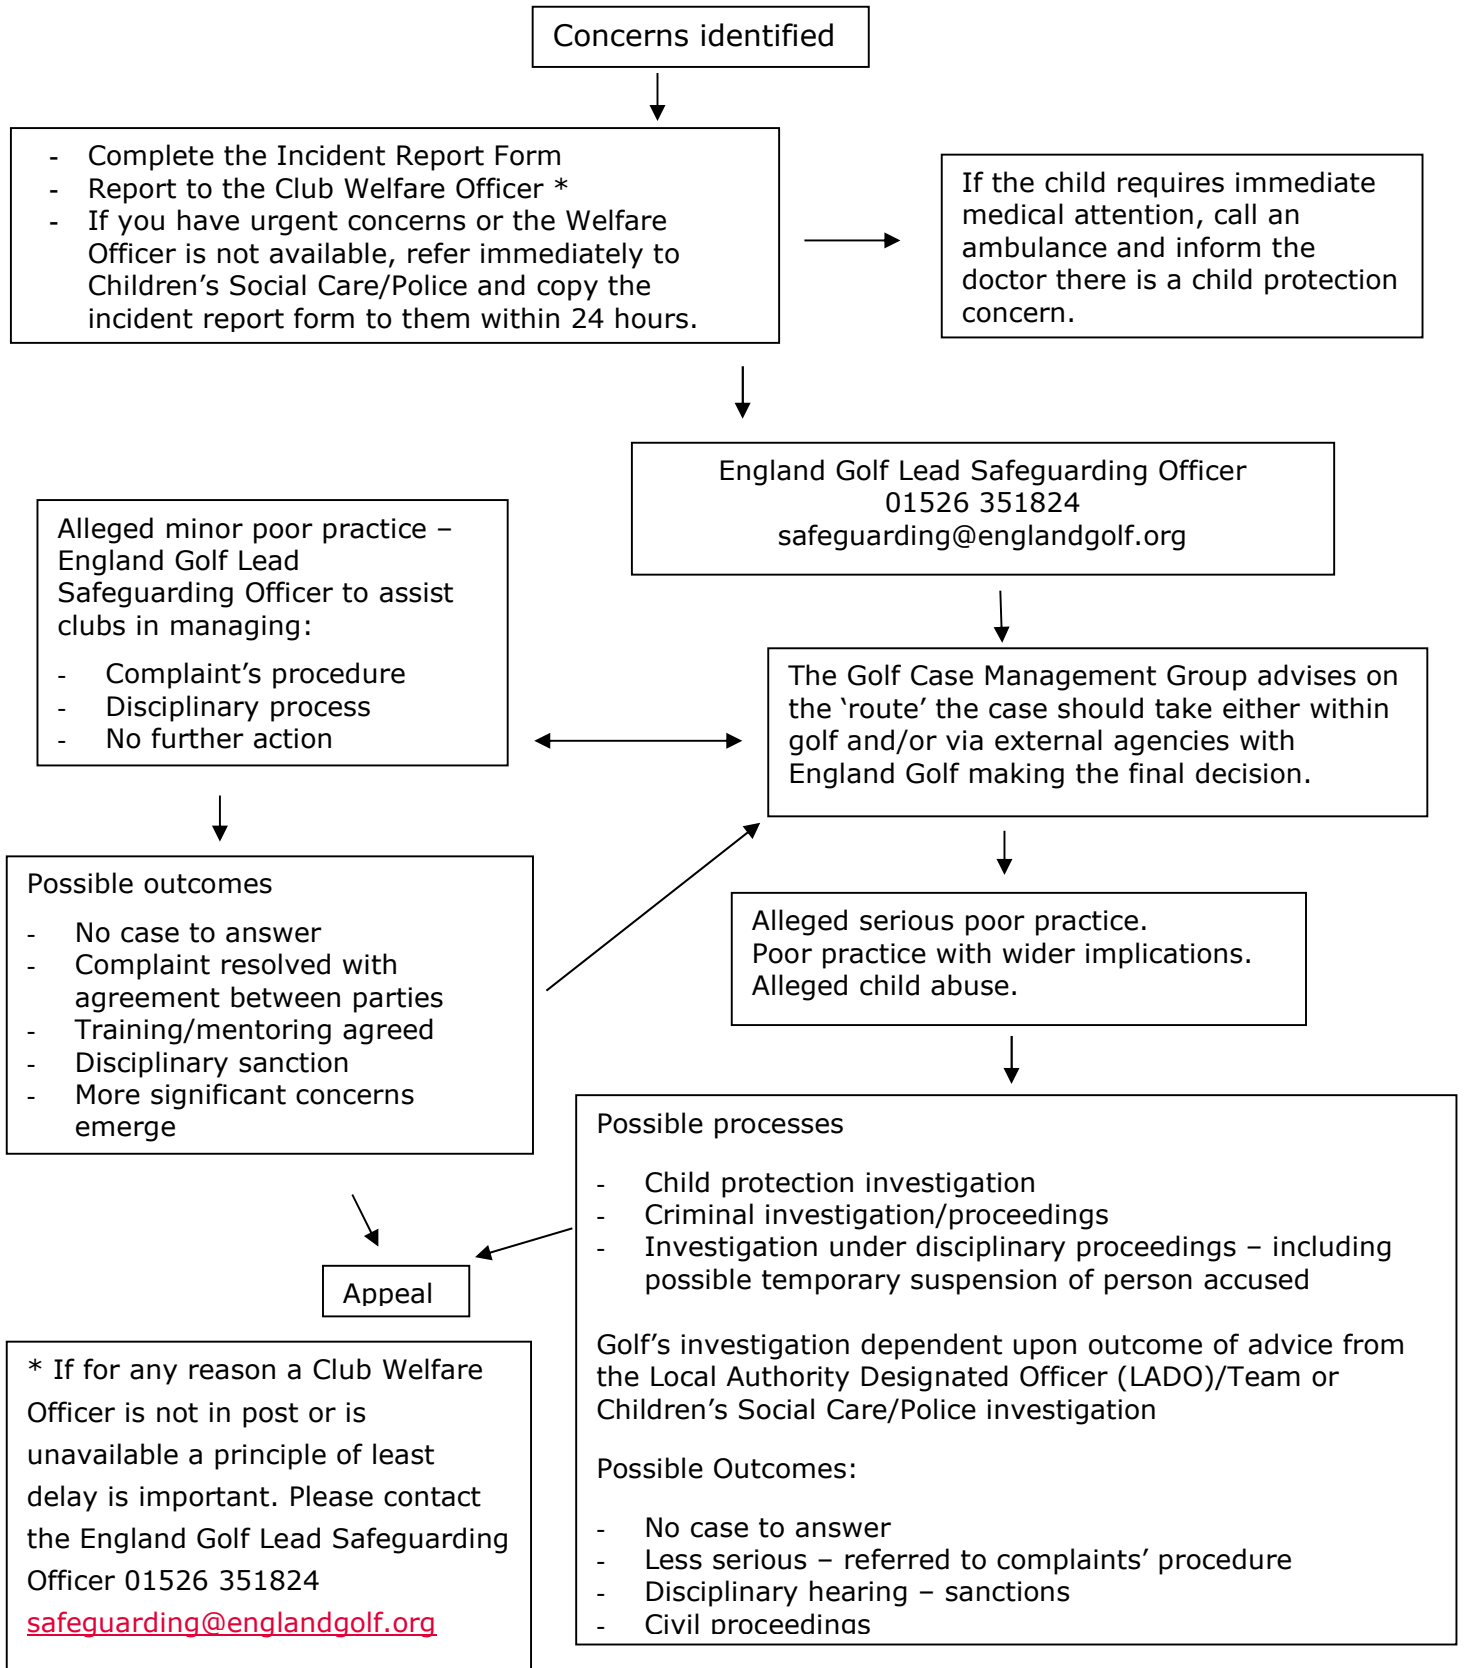 Concerns identified
- Complete the Incident Report Form
- Report to the Club Welfare Officer *
- If you have urgent concerns or the Welfare
Officer is not available, refer immediately to
Children’s Social Care/Police and copy the
incident report form to them within 24 hours.
If the child requires immediate
medical attention, call an
ambulance and inform the
doctor there is a child protection
concern.
England Golf Lead Safeguarding Officer
01526 351824
safeguarding@englandgolf.org
Alleged minor poor practice –
England Golf Lead
Safeguarding Officer to assist
clubs in managing:
- Complaint’s procedure
- Disciplinary process
- No further action
The Golf Case Management Group advises on
the ‘route’ the case should take either within
golf and/or via external agencies with
England Golf making the final decision.
Possible outcomes
- No case to answer
- Complaint resolved with
agreement between parties
- Training/mentoring agreed
- Disciplinary sanction
- More significant concerns
emerge
Alleged serious poor practice.
Poor practice with wider implications.
Alleged child abuse.
Possible processes
- Child protection investigation
- Criminal investigation/proceedings
- Investigation under disciplinary proceedings – including
possible temporary suspension of person accused
Golf’s investigation dependent upon outcome of advice from
the Local Authority Designated Officer (LADO)/Team or
Children’s Social Care/Police investigation
Possible Outcomes:
- No case to answer
- Less serious – referred to complaints’ procedure
- Disciplinary hearing – sanctions
- Civil proceedings
Appeal
* If for any reason a Club Welfare
Officer is not in post or is
unavailable a principle of least
delay is important. Please contact
the England Golf Lead Safeguarding
Officer 01526 351824
safeguarding@englandgolf.org